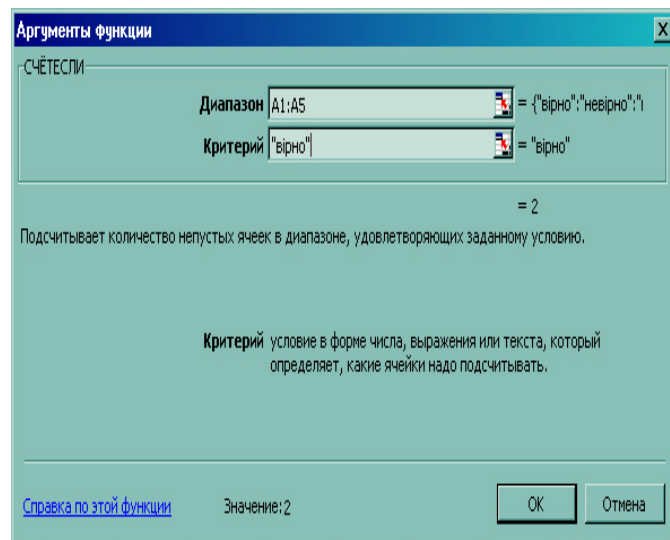 Аргументы функции
СЧЁТЕСЛИ
Диапазон A1:A5 = {"вірно":"невірно":"
Критерий "вірно" = "вірно"
= 2
Подсчитывает количество непустых ячеек в диапазоне, удовлетворяющих заданному условию.
Критерий условие в форме числа, выражения или текста, который
определяет, какие ячейки надо подсчитывать.
Справка по этой функции Значение:2 ОК Отмена